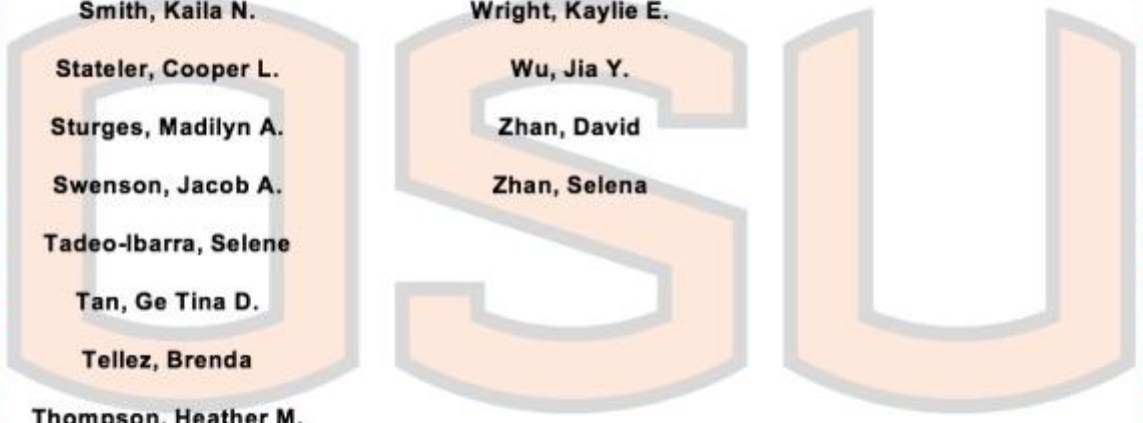 Smith, Kaila N.
Stateler, Cooper L.
Sturges, Madilyn A.
Swenson, Jacob A.
Tadeo-Ibarra, Selene
Tan, Ge Tina D.
Tellez, Brenda
Thompson, Heather M.
Wright, Kaylie E.
Wu, Jia Y.
Zhan, David
Zhan, Selena
OSU